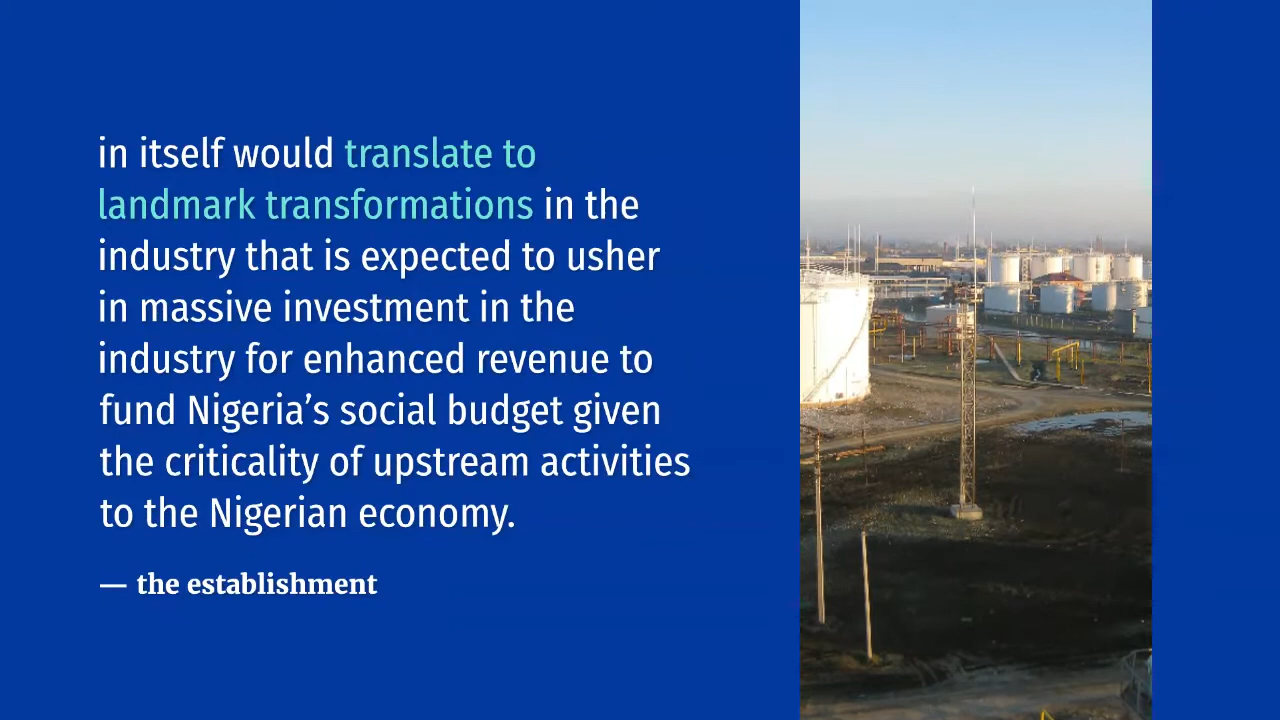 in itself would translate to
landmark transformations in the
industry that is expected to usher
in massive investment in the
industry for enhanced revenue to
fund Nigeria’s social budget given
the criticality of upstream activities
to the Nigerian economy.
— the establishment